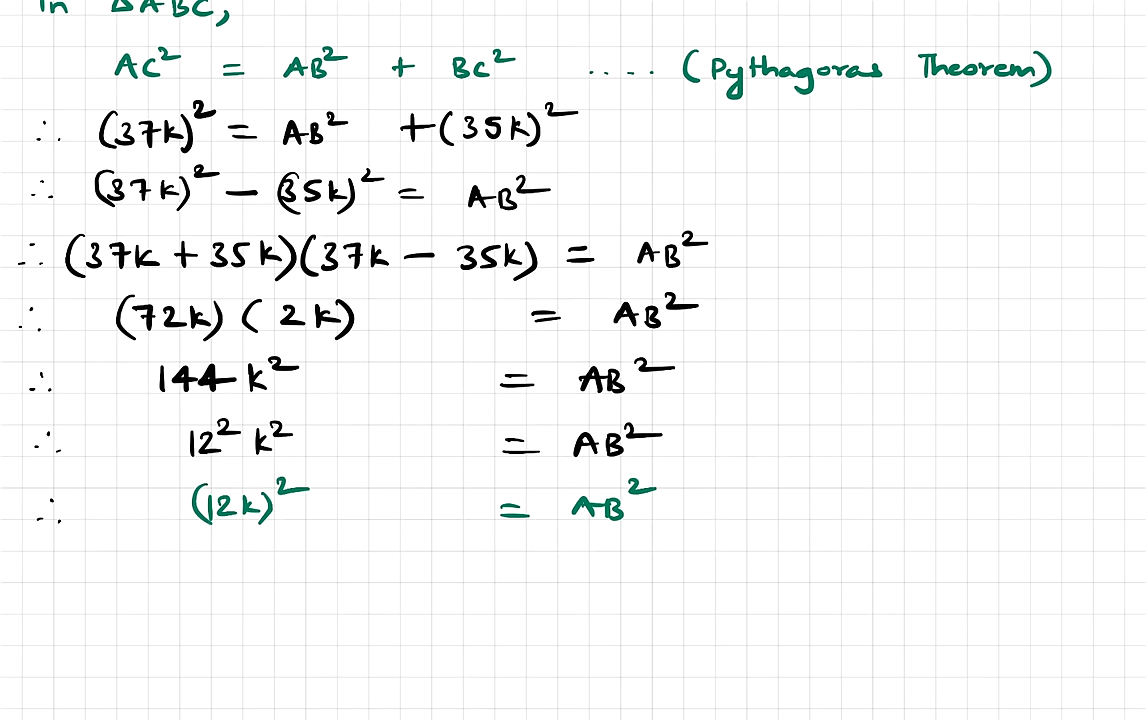 In ΔABC,
AC² = AB² + BC² .... (Pythagoras Theorem)
∴ (37k)² = AB² +(35k)²
∴ (37k)² − (35k)² = AB²
∴ (37k + 35k)(37k − 35k) = AB²
∴ (72k) (2k) = AB²
∴ 144 k² = AB²
∴ 12² k² = AB²
∴ (12k)² = AB²